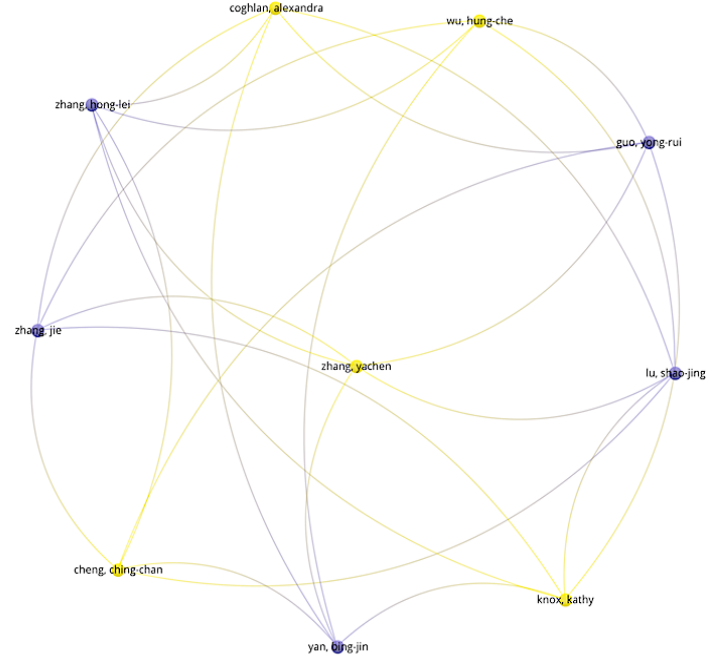 coghlan, alexandra
wu, hung-che
zhang, hong-lei
guo, yong-rui
zhang, jie
zhang, yachen
lu, shao-jing
cheng, ching-chan
knox, kathy
yan, bing-jin